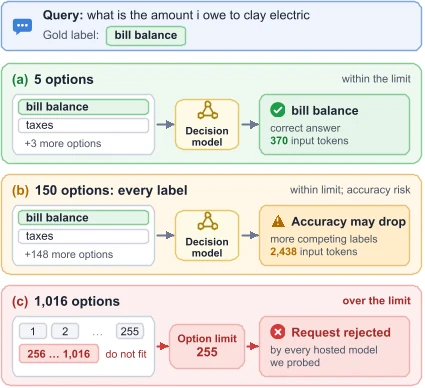 Query: what is the amount i owe to clay electric
Gold label: bill balance
(a) 5 options within the limit
bill balance
taxes
+3 more options
Decision
model
bill balance
correct answer
370 input tokens
(b) 150 options: every label within limit; accuracy risk
bill balance
taxes
+148 more options
Decision
model
Accuracy may drop
more competing labels
2,438 input tokens
(c) 1,016 options over the limit
1 2 … 255
256 … 1,016 do not fit
Option limit
255
Request rejected
by every hosted model
we probed